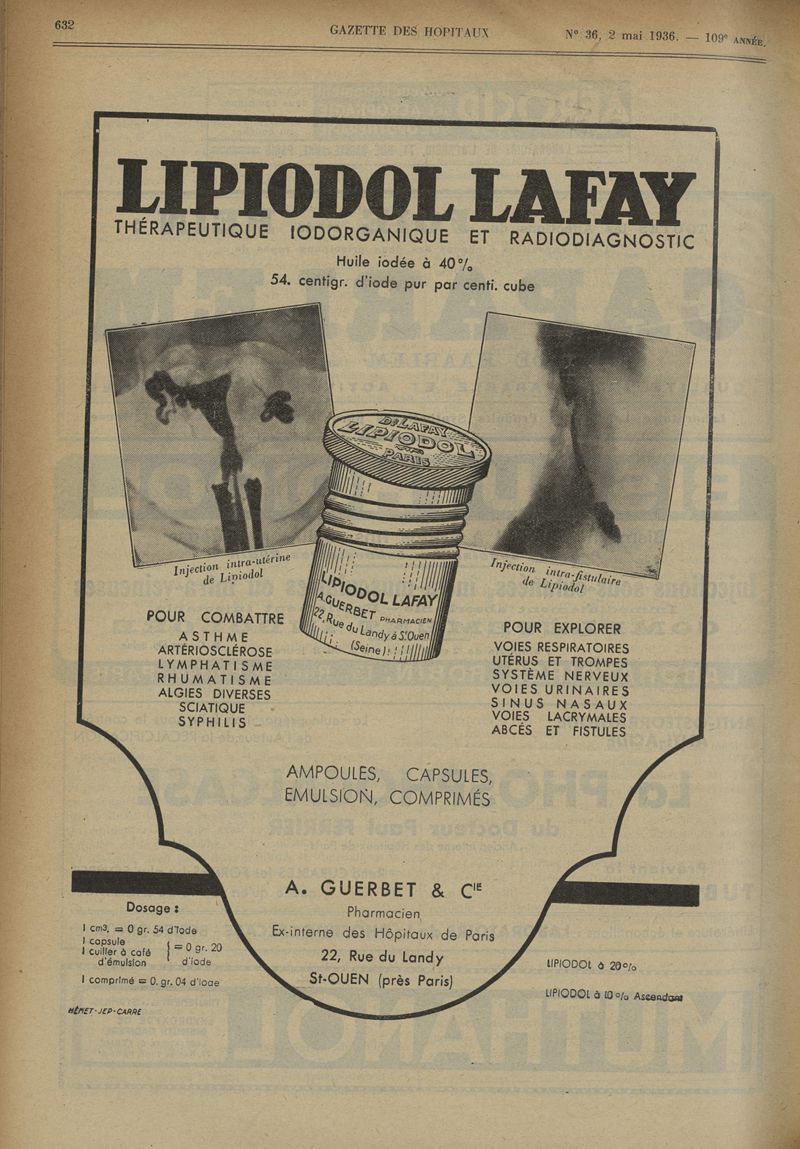 632
GAZETTE DES HOPITAUX
N° 36, 2 mai 1936. — 109e ANNÉE.
LIPIODOL LAFAY
THÉRAPEUTIQUE IODORGANIQUE ET RADIODIAGNOSTIC
Huile iodée à 40%
54. centigr. d'iode pur par centi. cube
Dr LAFAY
LIPIODOL
PARIS
Injection intra-utérine
de Lipiodol
Injection intra-fistulaire
de Lipiodol
LIPIODOL LAFAY
A. GUERBET PHARMACIEN
22, Rue du Landy à St Ouen
(Seine)
POUR COMBATTRE
ASTHME
ARTÉRIOSCLÉROSE
LYMPHATISME
RHUMATISME
ALGIES DIVERSES
SCIATIQUE
SYPHILIS
POUR EXPLORER
VOIES RESPIRATOIRES
UTÉRUS ET TROMPES
SYSTÈME NERVEUX
VOIES URINAIRES
SINUS NASAUX
VOIES LACRYMALES
ABCÉS ET FISTULES
AMPOULES, CAPSULES,
EMULSION, COMPRIMÉS
A. GUERBET & CIE
Pharmacien
Ex-interne des Hôpitaux de Paris
22, Rue du Landy
St-OUEN (près Paris)
Dosage :
1 cm3, = 0 gr. 54 d'Iode
1 capsule
1 cuiller à café
d'émulsion
= 0 gr. 20
d'iode
1 comprimé = 0. gr. 04 d'iode
LIPIODOL à 20%
LIPIODOL à 10% Ascendant
HÉMET-JEP-CARRÉ